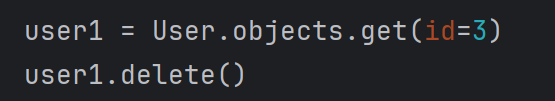 user1 = User.objects.get(id=3)
user1.delete()